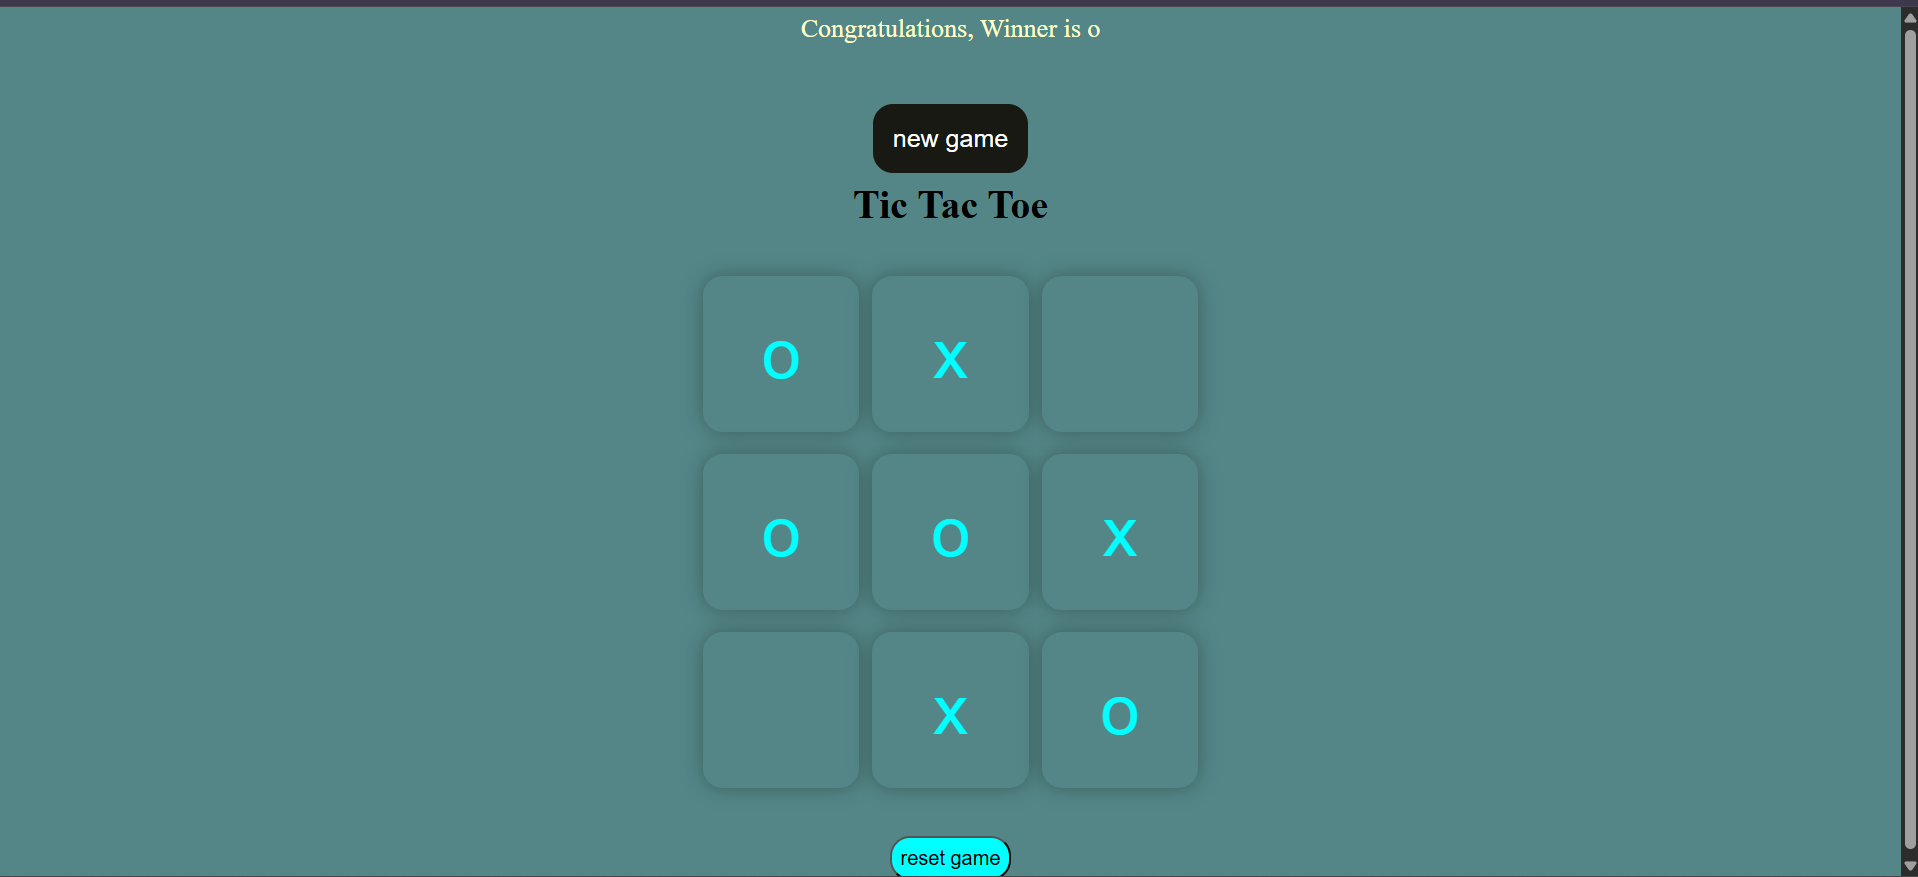 Congratulations, Winner is o
new game
Tic Tac Toe
O X
O O X
X O
reset game